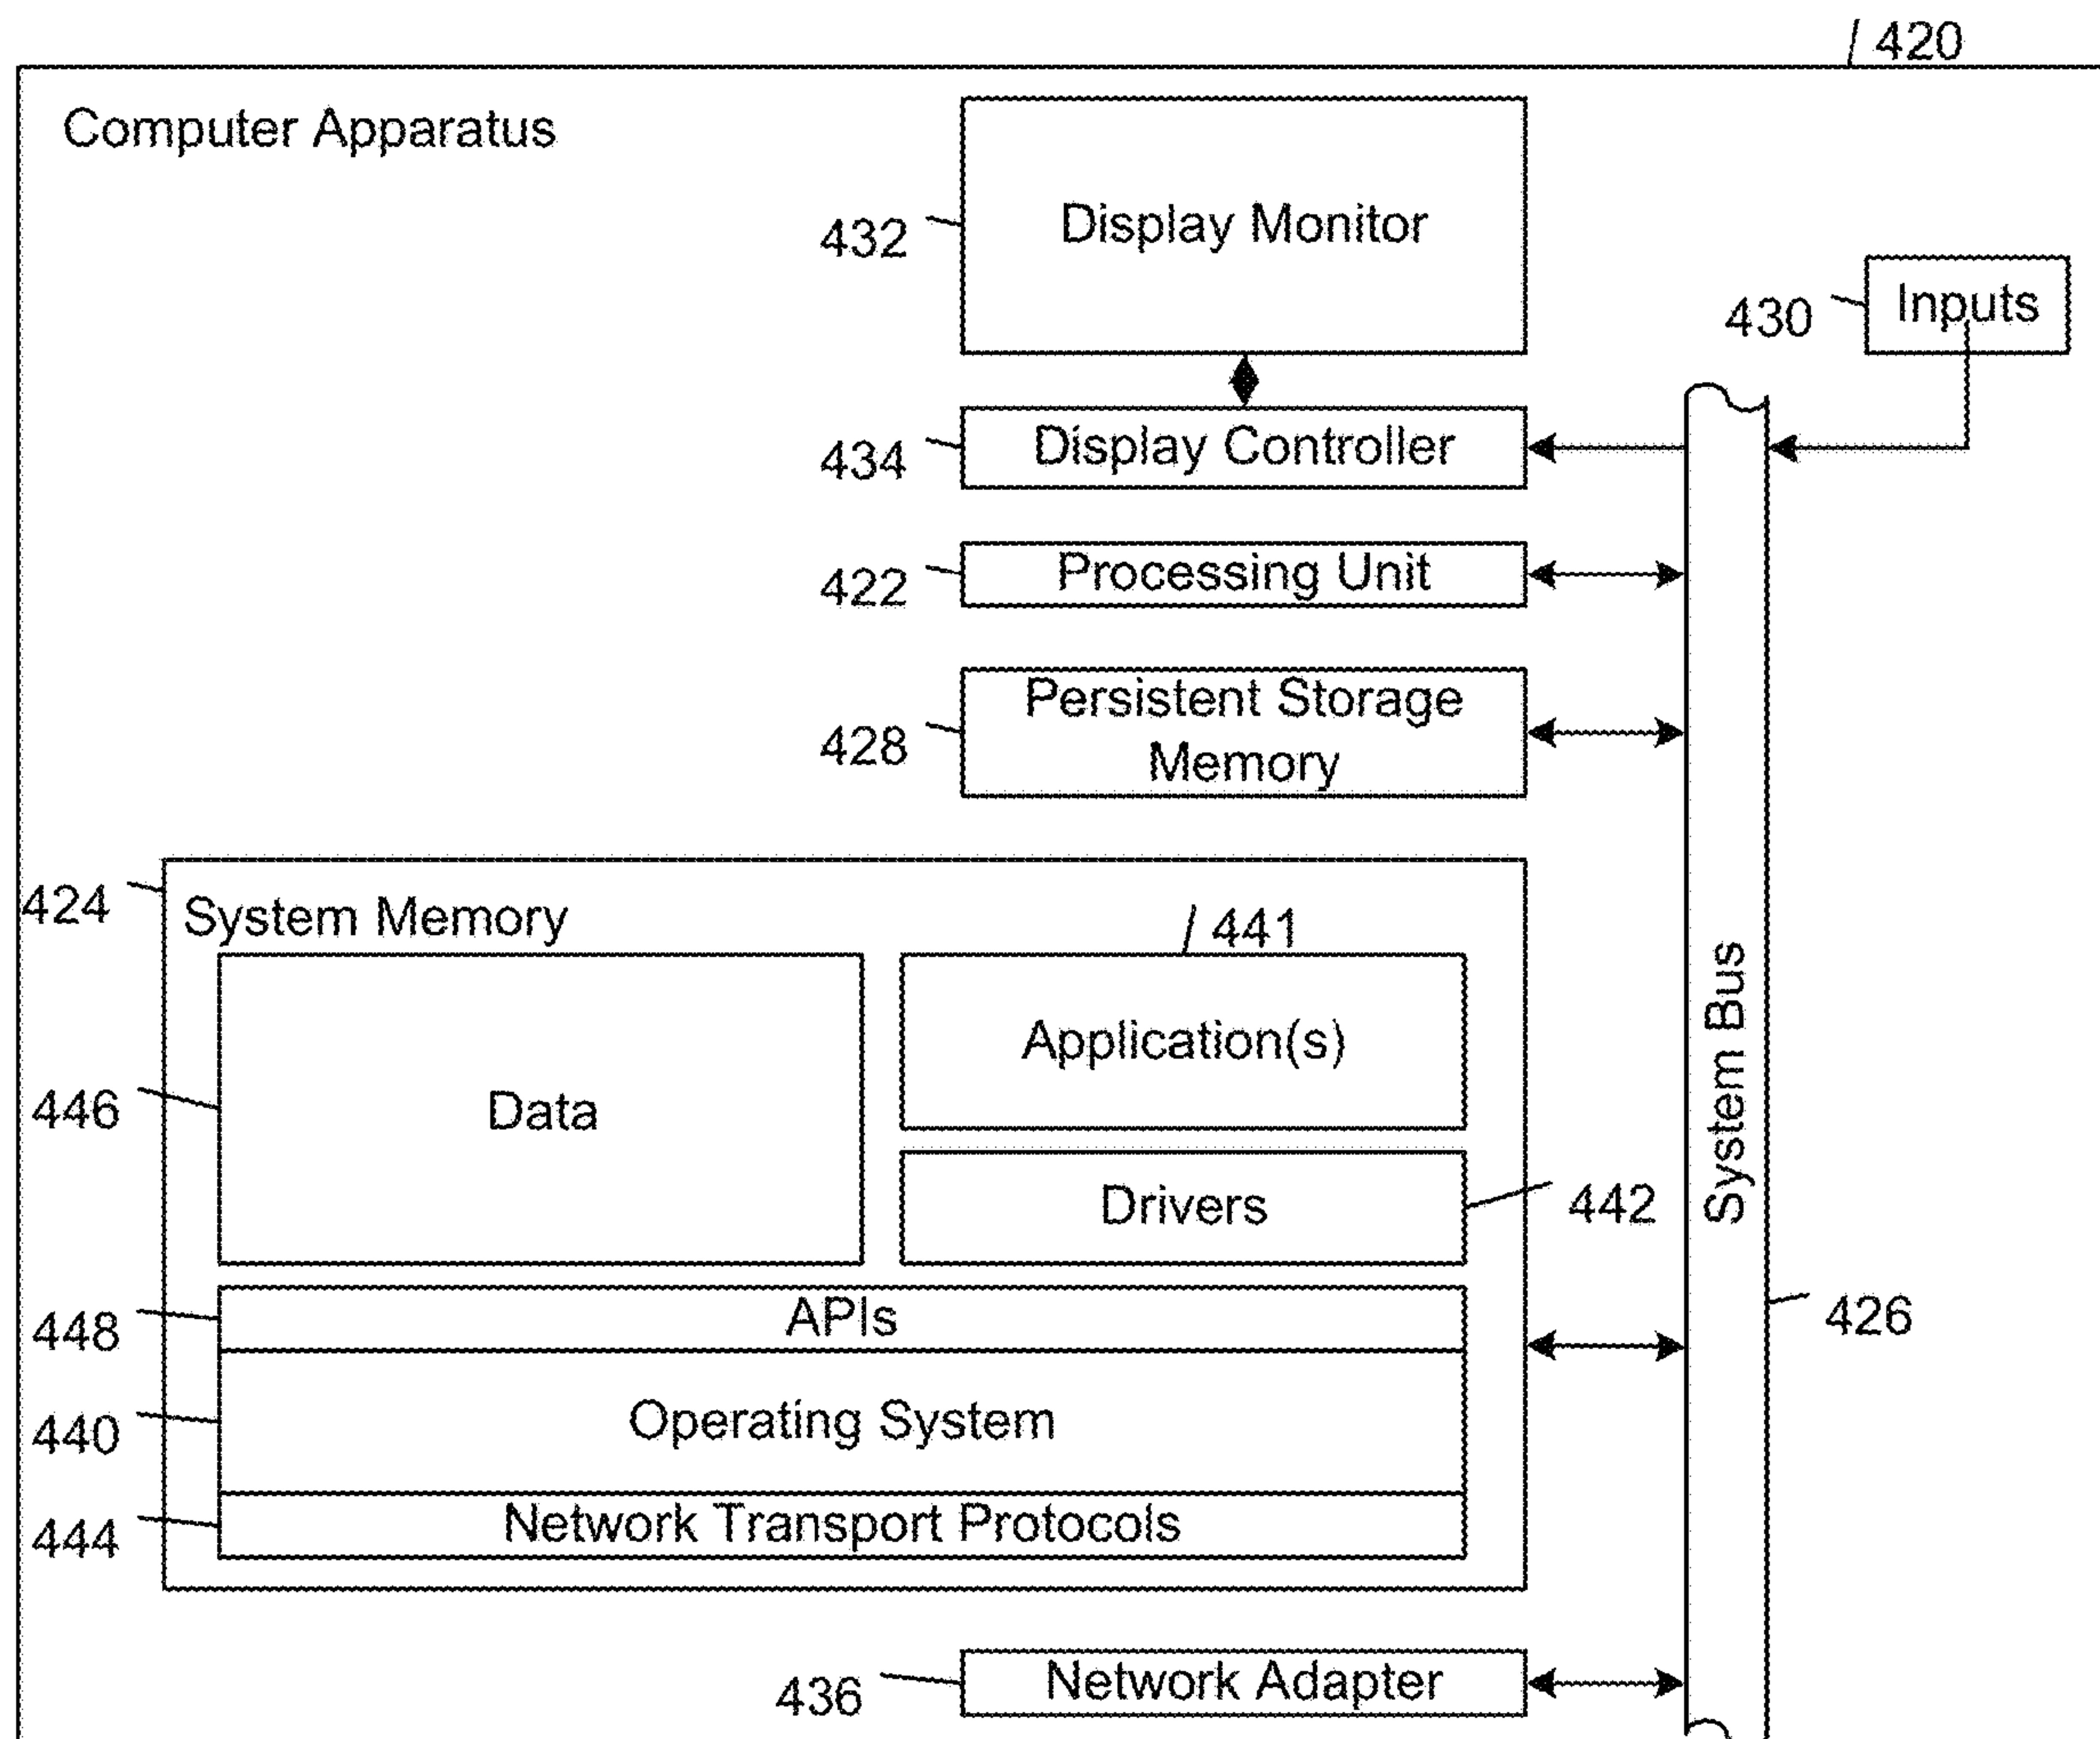 420
Computer Apparatus
432
Display Monitor
430
Inputs
434
Display Controller
422
Processing Unit
428
Persistent Storage
Memory
424
System Memory
441
446
Data
Application(s)
Drivers
442
System Bus
448
APIs
426
440
Operating System
444
Network Transport Protocols
436
Network Adapter